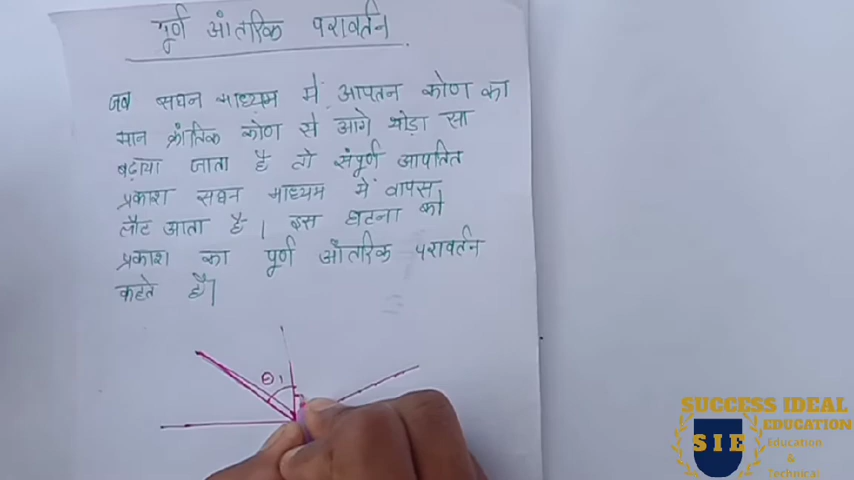 पूर्ण आंतरिक परावर्तन
जब सघन माध्यम में आपतन कोण का
मान क्रांतिक कोण से आगे थोड़ा सा
बढ़ाया जाता है तो संपूर्ण आपतित
प्रकाश सघन माध्यम में वापस
लौट आता है। इस घटना को
प्रकाश का पूर्ण आंतरिक परावर्तन
कहते है।
Θ1
SUCCESS IDEAL
EDUCATION
SIE
Education
&
Technical